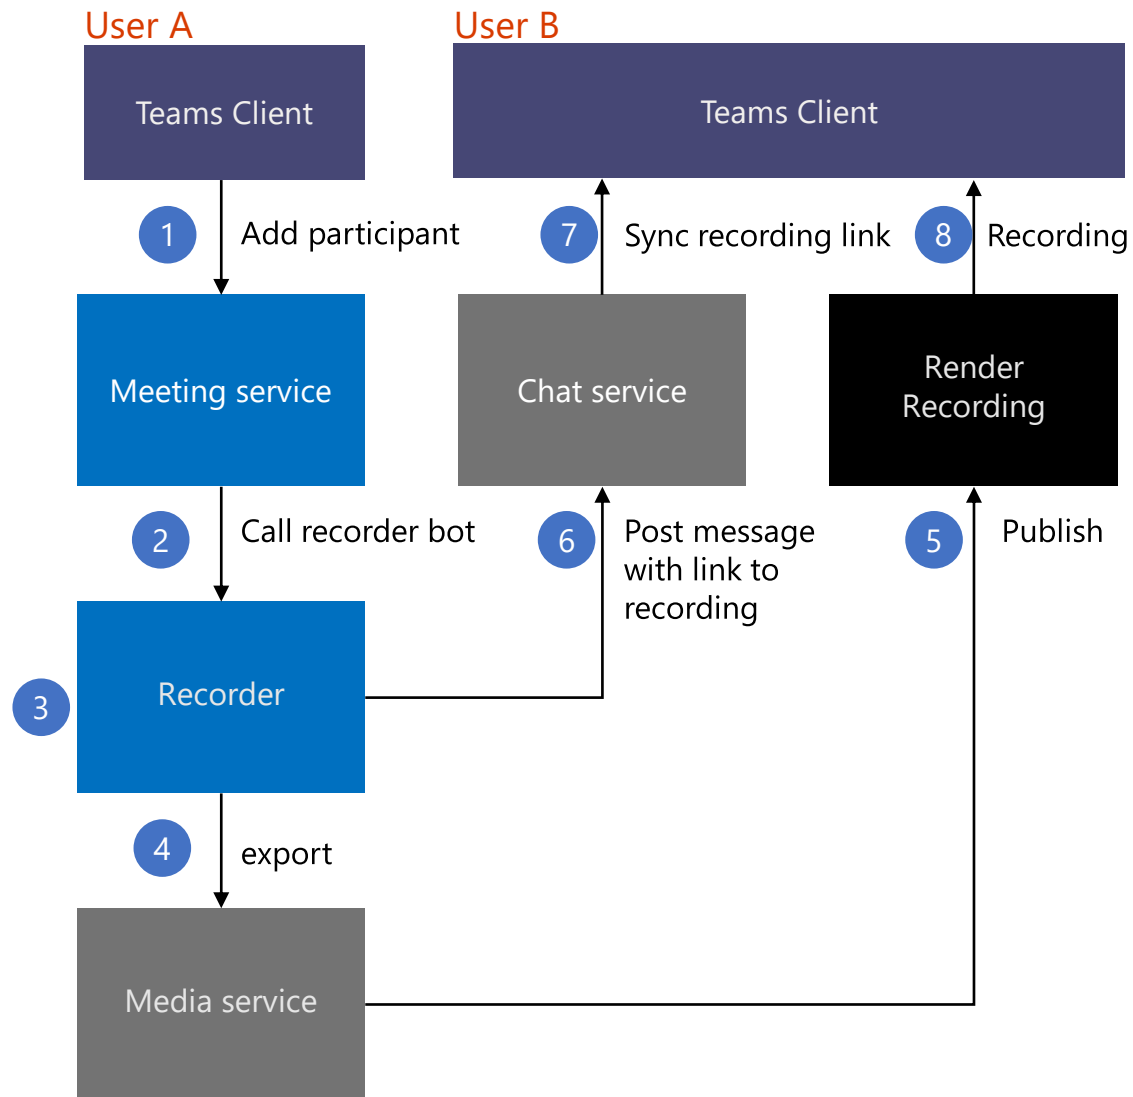 User A
User B
Teams Client
Teams Client
1
Add participant
7
Sync recording link
8
Recording
Meeting service
Chat service
Render
Recording
2
Call recorder bot
6
Post message
with link to
recording
5
Publish
3
Recorder
4
export
Media service